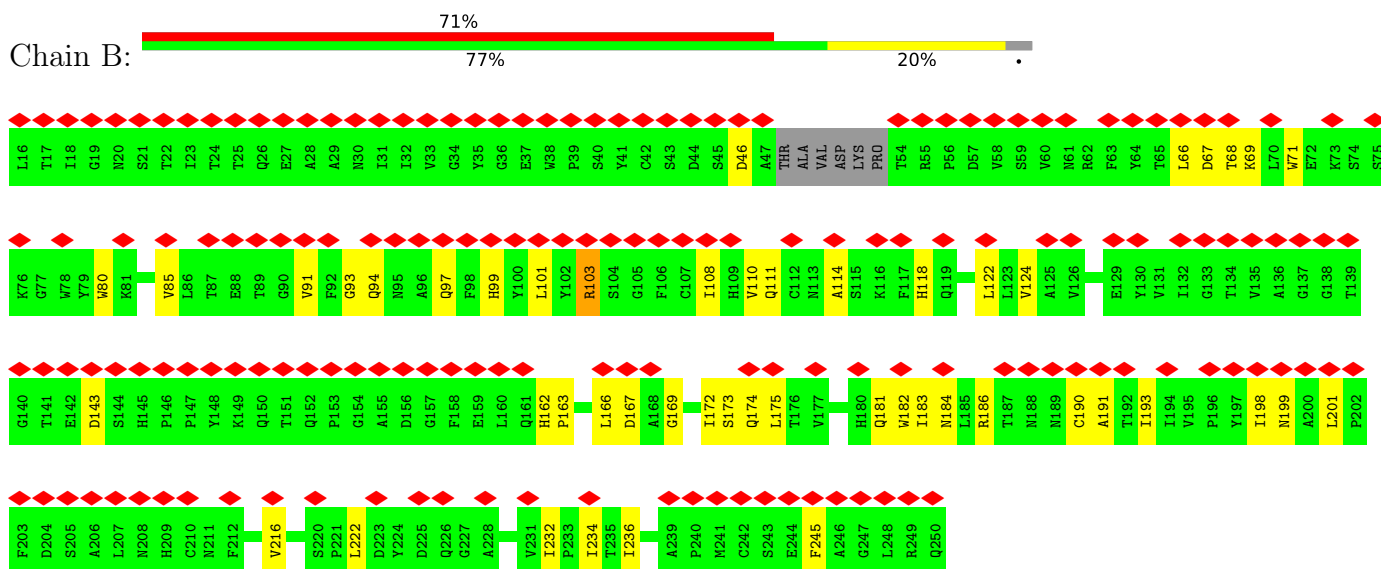 71%
Chain B:
77% 20% •
L16 T17 I18 G19 N20 S21 T22 I23 T24 T25 Q26 E27 A28 A29 N30 I31 I32 V33 G34 Y35 G36 E37 W38 P39 S40 Y41 C42 S43 D44 S45 D46 A47 THR ALA VAL ASP LYS PRO T54 R55 P56 D57 V58 S59 V60 N61 R62 F63 Y64 T65 L66 D67 T68 K69 L70 W71 E72 K73 S74 S75
K76 G77 W78 Y79 W80 K81 V85 L86 T87 E88 T89 G90 V91 F92 G93 Q94 N95 A96 Q97 F98 H99 Y100 L101 Y102 R103 S104 G105 F106 C107 I108 H109 V110 Q111 C112 N113 A114 S115 K116 F117 H118 Q119 L122 L123 V124 A125 V126 E129 Y130 V131 I132 G133 T134 V135 A136 G137 G138 T139
G140 T141 E142 D143 S144 H145 P146 P147 Y148 K149 Q150 T151 Q152 P153 G154 A155 D156 G157 F158 E159 L160 Q161 H162 P163 L166 D167 A168 G169 I172 S173 Q174 L175 T176 V177 H180 Q181 W182 I183 N184 L185 R186 T187 N188 N189 C190 A191 T192 I193 I194 V195 P196 Y197 I198 N199 A200 L201 P202
F203 D204 S205 A206 L207 N208 H209 C210 N211 F212 V216 S220 P221 L222 D223 Y224 D225 Q226 G227 A228 V231 I232 P233 I234 T235 I236 A239 P240 M241 C242 S243 E244 F245 A246 G247 L248 R249 Q250